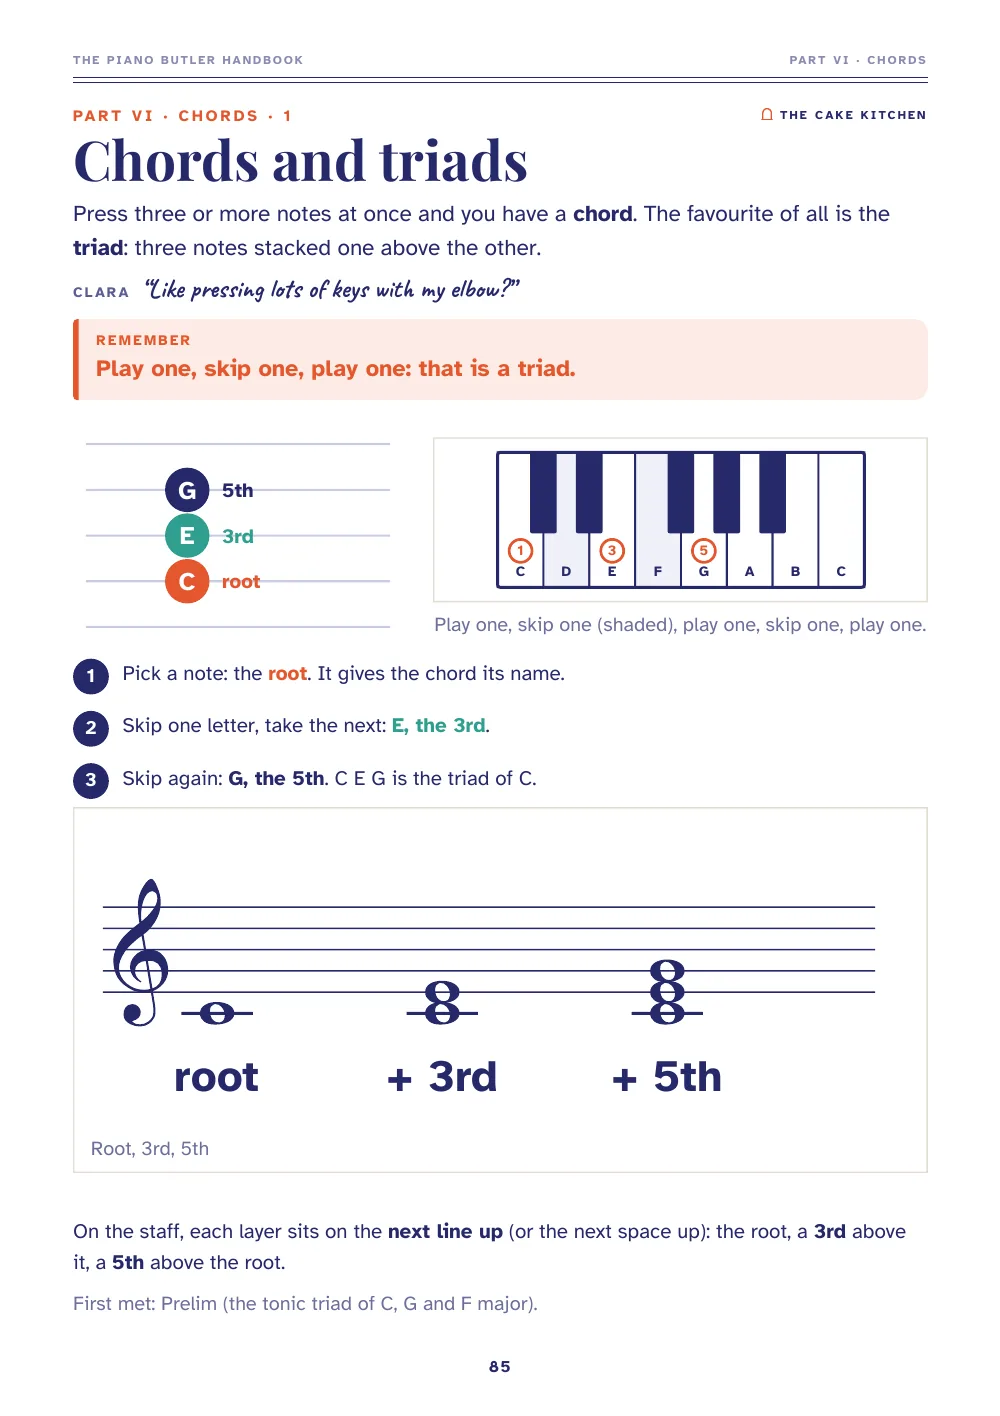 THE PIANO BUTLER HANDBOOK
PART VI · CHORDS
PART VI · CHORDS · 1
THE CAKE KITCHEN
Chords and triads
Press three or more notes at once and you have a chord. The favourite of all is the
triad: three notes stacked one above the other.
CLARA “Like pressing lots of keys with my elbow?”
REMEMBER
Play one, skip one, play one: that is a triad.
G 5th
E 3rd
C root
1 3 5
C D E F G A B C
Play one, skip one (shaded), play one, skip one, play one.
1 Pick a note: the root. It gives the chord its name.
2 Skip one letter, take the next: E, the 3rd.
3 Skip again: G, the 5th. C E G is the triad of C.
root + 3rd + 5th
Root, 3rd, 5th
On the staff, each layer sits on the next line up (or the next space up): the root, a 3rd above
it, a 5th above the root.
First met: Prelim (the tonic triad of C, G and F major).
85